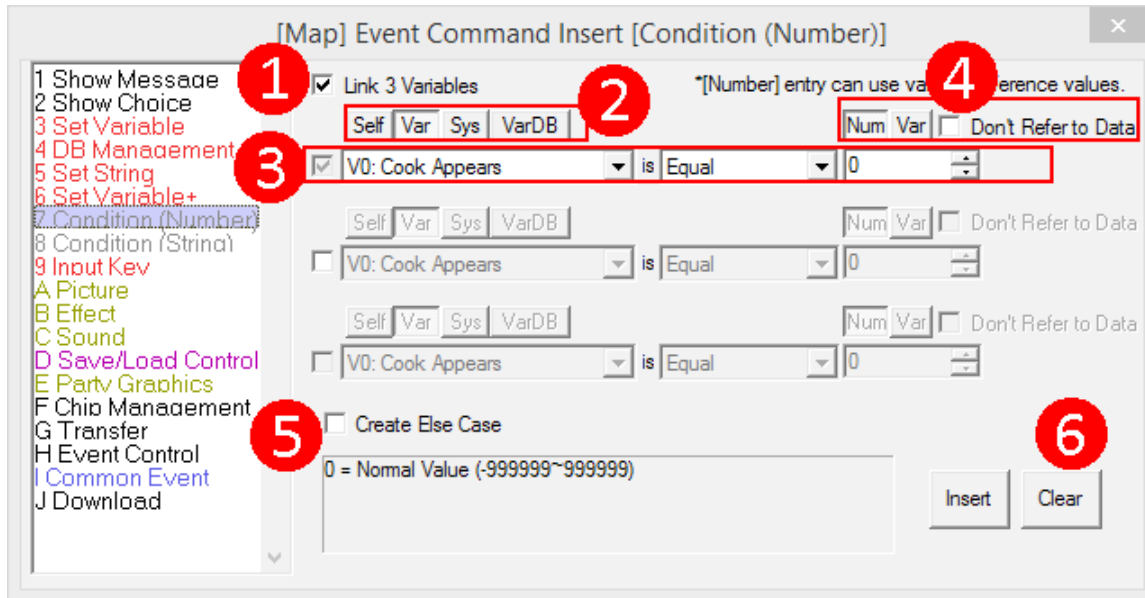 [Map] Event Command Insert [Condition (Number)]
×
1 Show Message
2 Show Choice
3 Set Variable
4 DB Management
5 Set String
6 Set Variable+
7 Condition (Number)
8 Condition (String)
9 Input Key
A Picture
B Effect
C Sound
D Save/Load Control
E Party Graphics
F Chip Management
G Transfer
H Event Control
I Common Event
J Download
1
Link 3 Variables
2
*[Number] entry can use va
4
erence values.
Self Var Sys VarDB
Num Var Don't Refer to Data
3
V0: Cook Appears is Equal 0
Self Var Sys VarDB
Num Var Don't Refer to Data
V0: Cook Appears is Equal 0
Self Var Sys VarDB
Num Var Don't Refer to Data
V0: Cook Appears is Equal 0
5
Create Else Case
6
0 = Normal Value (-999999~999999)
Insert
Clear